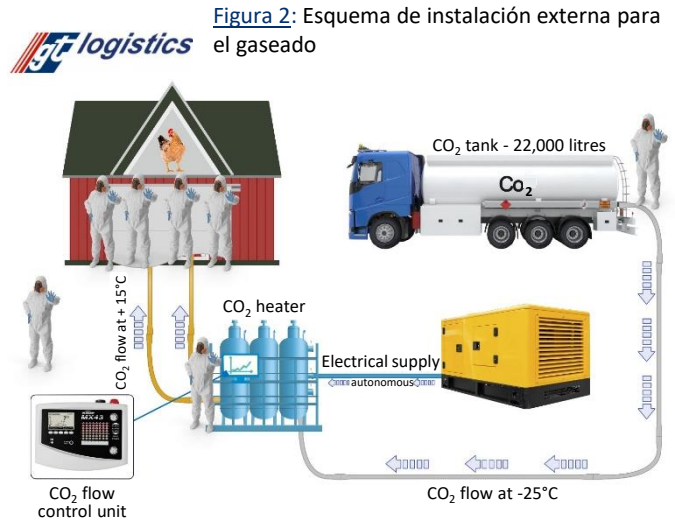 Figura 2: Esquema de instalación externa para
el gaseado
gt logistics
CO₂ tank - 22,000 litres
Co₂
CO₂ flow at + 15°C
CO₂ heater
Electrical supply
autonomous
MX43
CO₂ flow
control unit
CO₂ flow at -25°C